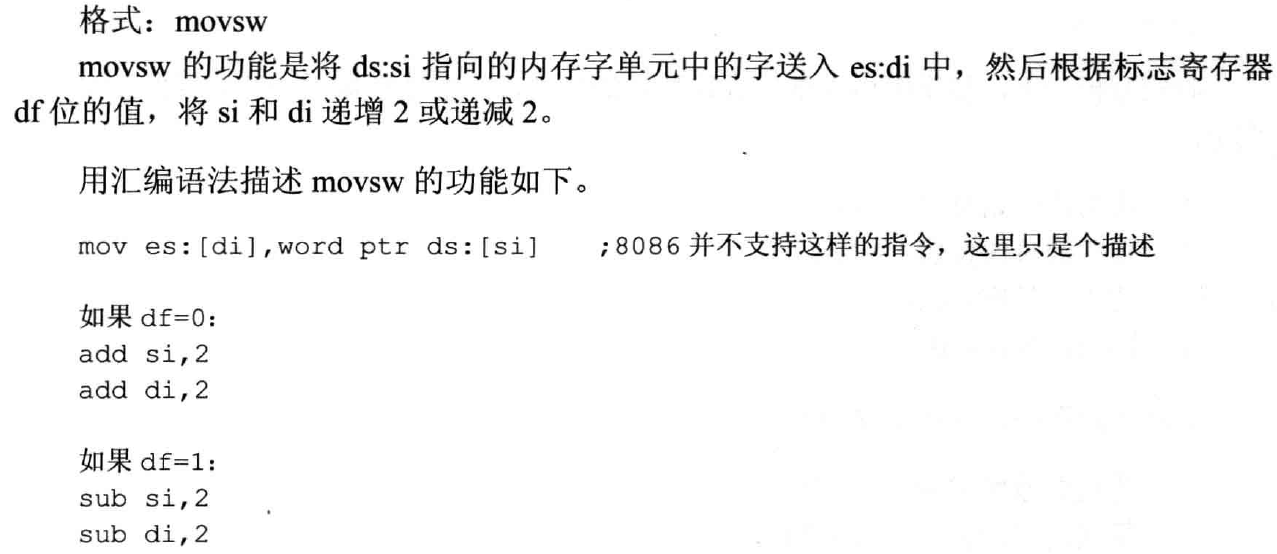 格式：movsw
movsw 的功能是将 ds:si 指向的内存字单元中的字送入 es:di 中，然后根据标志寄存器
df 位的值，将 si 和 di 递增 2 或递减 2。
用汇编语法描述 movsw 的功能如下。
mov es:[di],word ptr ds:[si]    ;8086 并不支持这样的指令，这里只是个描述
如果 df=0：
add si,2
add di,2
如果 df=1：
sub si,2
sub di,2